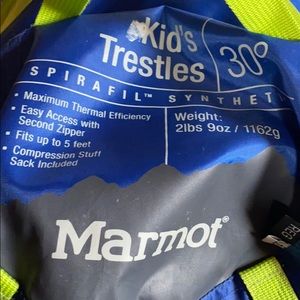 Kid's
Trestles
30°
SPIRAFIL™ SYNTHET
• Maximum Thermal Efficiency
• Easy Access with
Second Zipper
• Fits up to 5 feet
• Compression Stuff
Sack Included
Weight:
2lbs 9oz / 1162g
Marmot®